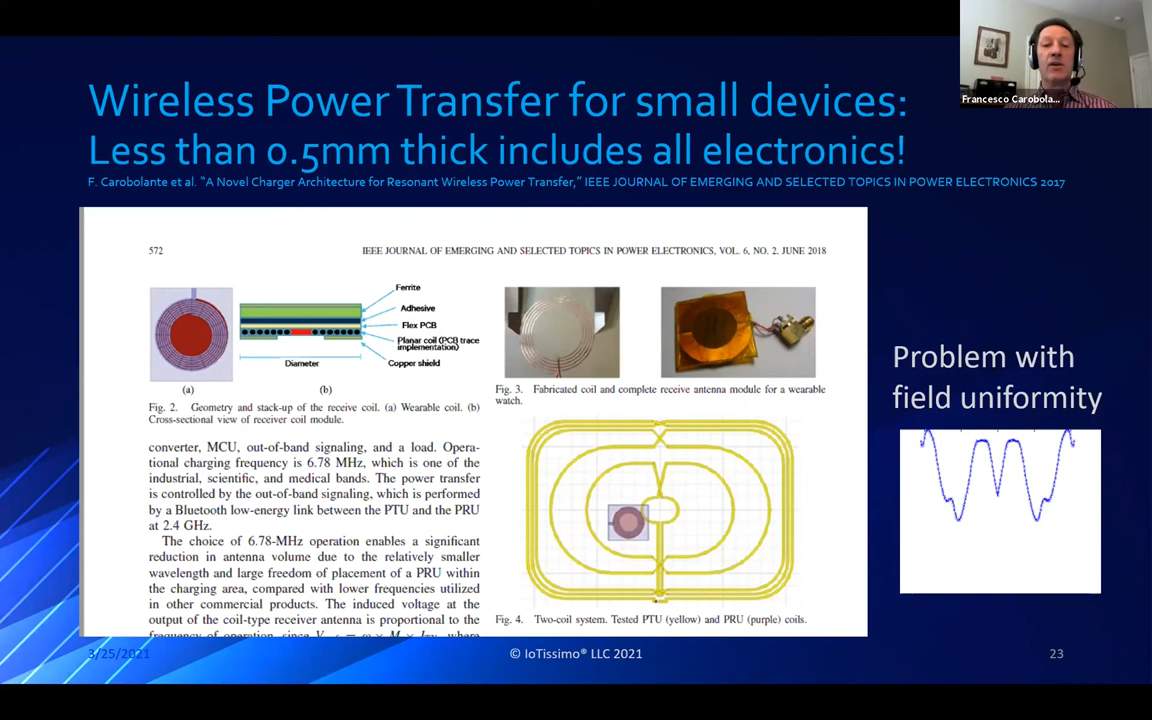 Francesco Carobola...
Wireless Power Transfer for small devices:
Less than 0.5mm thick includes all electronics!
F. Carobolante et al. "A Novel Charger Architecture for Resonant Wireless Power Transfer," IEEE JOURNAL OF EMERGING AND SELECTED TOPICS IN POWER ELECTRONICS 2017
572
IEEE JOURNAL OF EMERGING AND SELECTED TOPICS IN POWER ELECTRONICS, VOL. 6, NO. 2, JUNE 2018
Ferrite
Adhesive
Flex PCB
Planar coil (PCB trace
implementation)
Copper shield
Diameter
(a)
(b)
Fig. 2. Geometry and stack-up of the receive coil. (a) Wearable coil. (b)
Cross-sectional view of receiver coil module.
converter, MCU, out-of-band signaling, and a load. Opera-
tional charging frequency is 6.78 MHz, which is one of the
industrial, scientific, and medical bands. The power transfer
is controlled by the out-of-band signaling, which is performed
by a Bluetooth low-energy link between the PTU and the PRU
at 2.4 GHz.
The choice of 6.78-MHz operation enables a significant
reduction in antenna volume due to the relatively smaller
wavelength and large freedom of placement of a PRU within
the charging area, compared with lower frequencies utilized
in other commercial products. The induced voltage at the
output of the coil-type receiver antenna is proportional to the
frequency of operation, since
where
Fig. 3. Fabricated coil and complete receive antenna module for a wearable
watch.
Fig. 4. Two-coil system. Tested PTU (yellow) and PRU (purple) coils.
Problem with
field uniformity
3/25/2021
© IoTissimo® LLC 2021
23